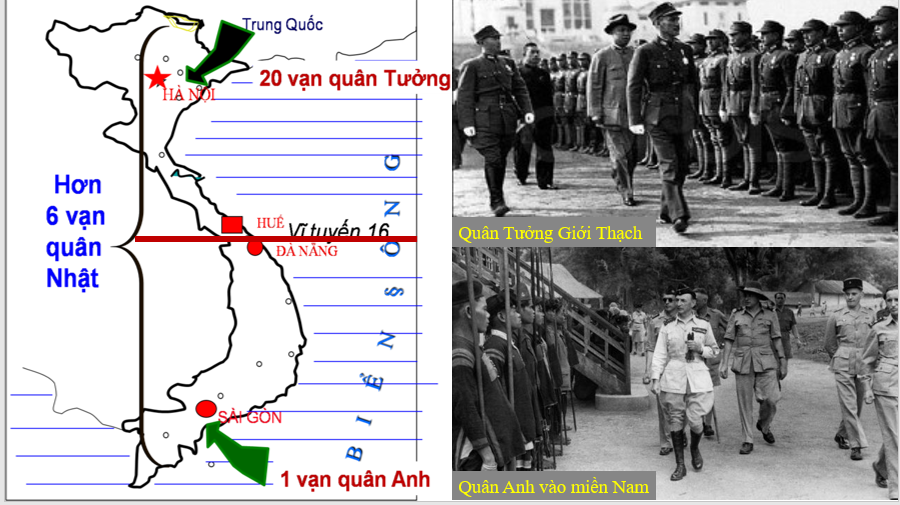 Trung Quốc
20 vạn quân Tưởng
HÀ NỘI
Hơn
6 vạn
quân
Nhật
HUẾ
Vĩ tuyến 16
ĐÀ NẴNG
BIỂN ĐÔNG
SÀI GÒN
1 vạn quân Anh
Quân Tưởng Giới Thạch
Quân Anh vào miền Nam